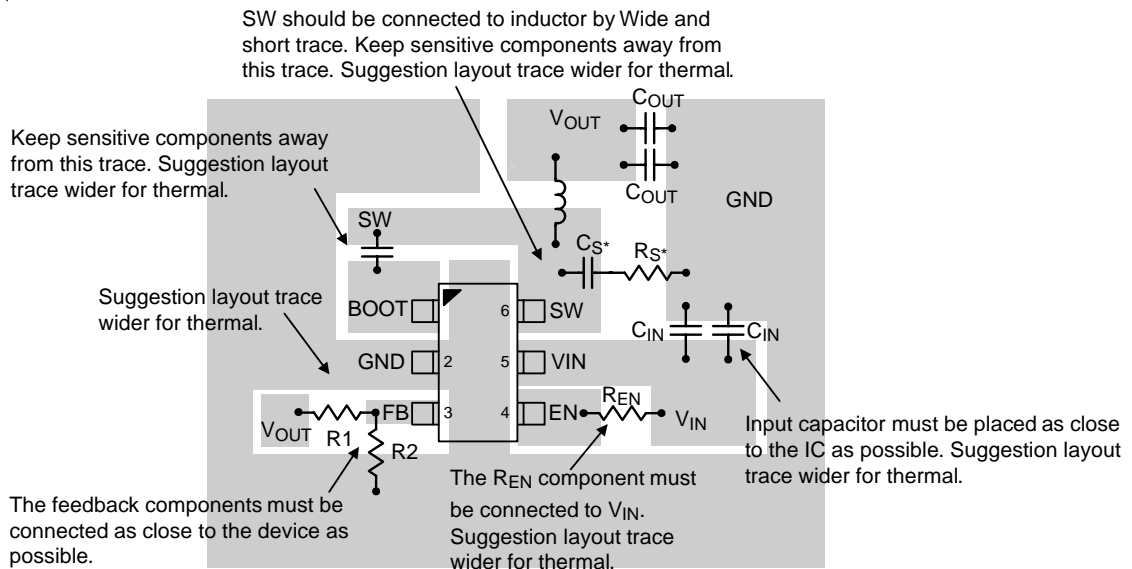 SW should be connected to inductor by Wide and
short trace. Keep sensitive components away from
this trace. Suggestion layout trace wider for thermal.
Keep sensitive components away
from this trace. Suggestion layout
trace wider for thermal.
VOUT
COUT
COUT
GND
SW
CS*
RS*
Suggestion layout trace
wider for thermal.
BOOT
6
SW
CIN
CIN
GND
2
5
VIN
FB
3
4
EN
REN
VIN
VOUT
R1
R2
Input capacitor must be placed as close
to the IC as possible. Suggestion layout
trace wider for thermal.
The feedback components must be
connected as close to the device as
possible.
The REN component must
be connected to VIN.
Suggestion layout trace
wider for thermal.